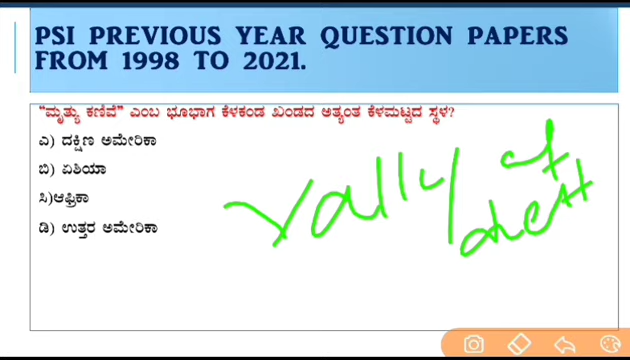 PSI PREVIOUS YEAR QUESTION PAPERS
FROM 1998 TO 2021.
“ಮೃತ್ಯು ಕಣಿವೆ” ಎಂಬ ಭೂಭಾಗ ಕೆಳಕಂಡ ಖಂಡದ ಅತ್ಯಂತ ಕೆಳಮಟ್ಟದ ಸ್ಥಳ?
ಎ) ದಕ್ಷಿಣ ಅಮೇರಿಕಾ
ಬಿ) ಏಶಿಯಾ
ಸಿ)ಆಫ್ರಿಕಾ
ಡಿ) ಉತ್ತರ ಅಮೇರಿಕಾ
vally of